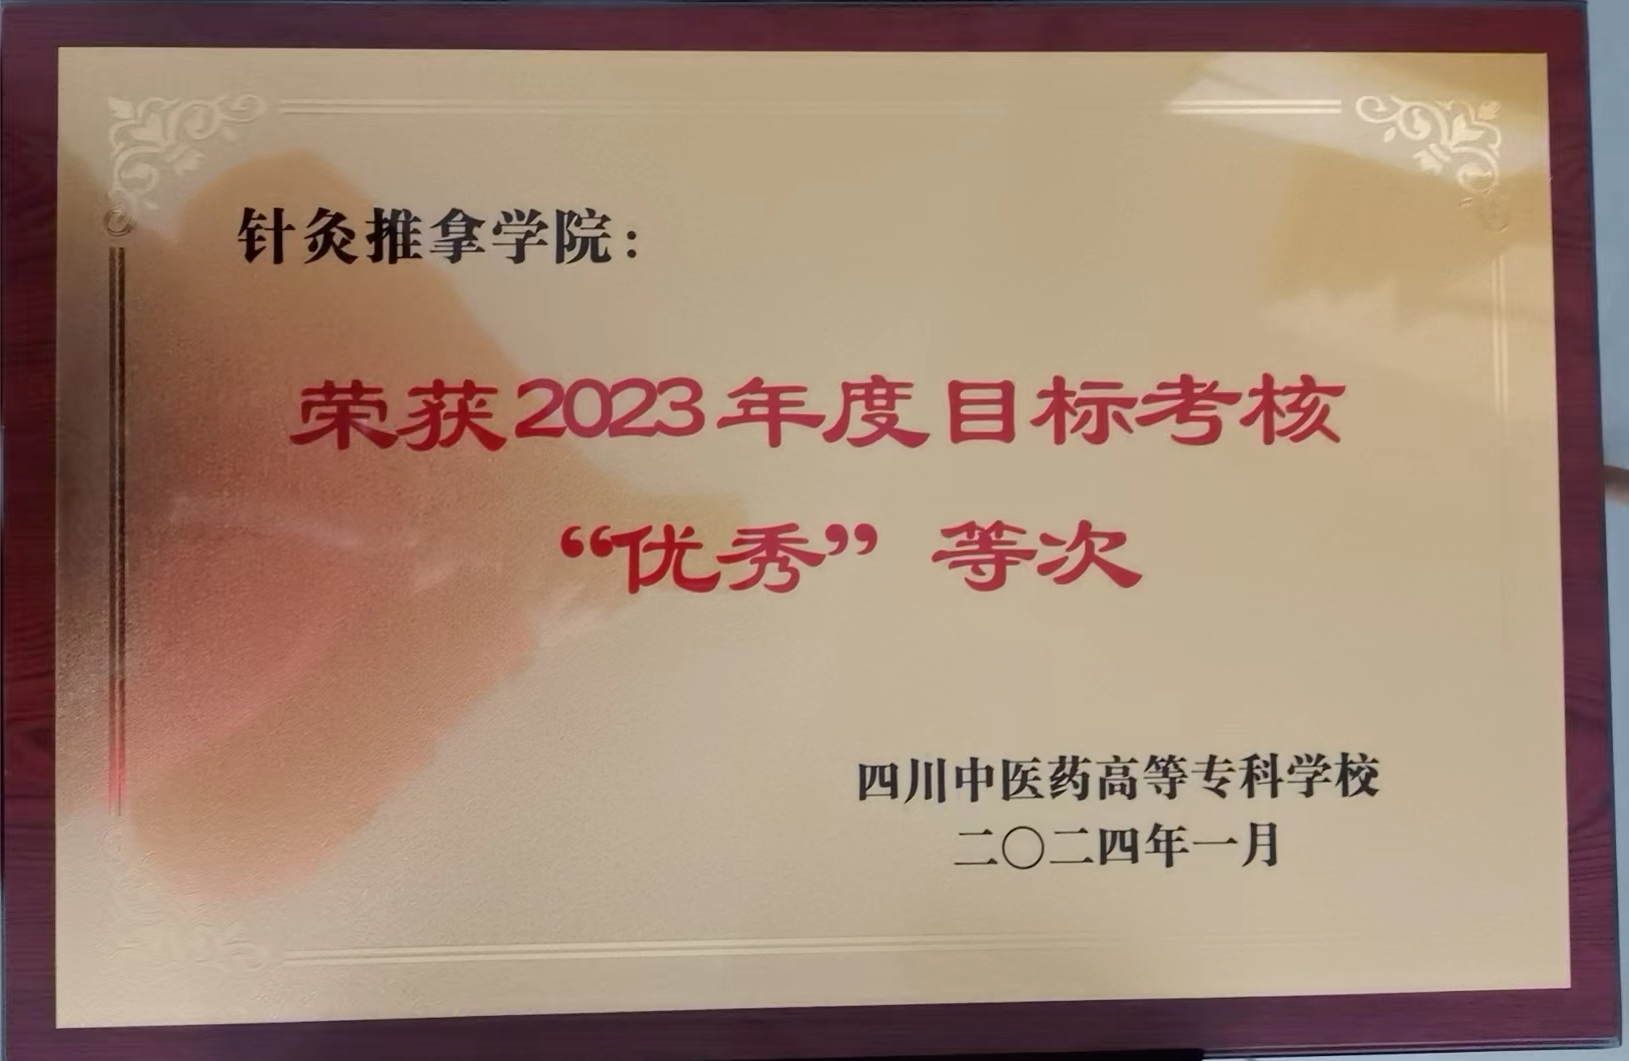 针灸推拿学院：
荣获2023年度目标考核
“优秀”等次
四川中医药高等专科学校
二〇二四年一月